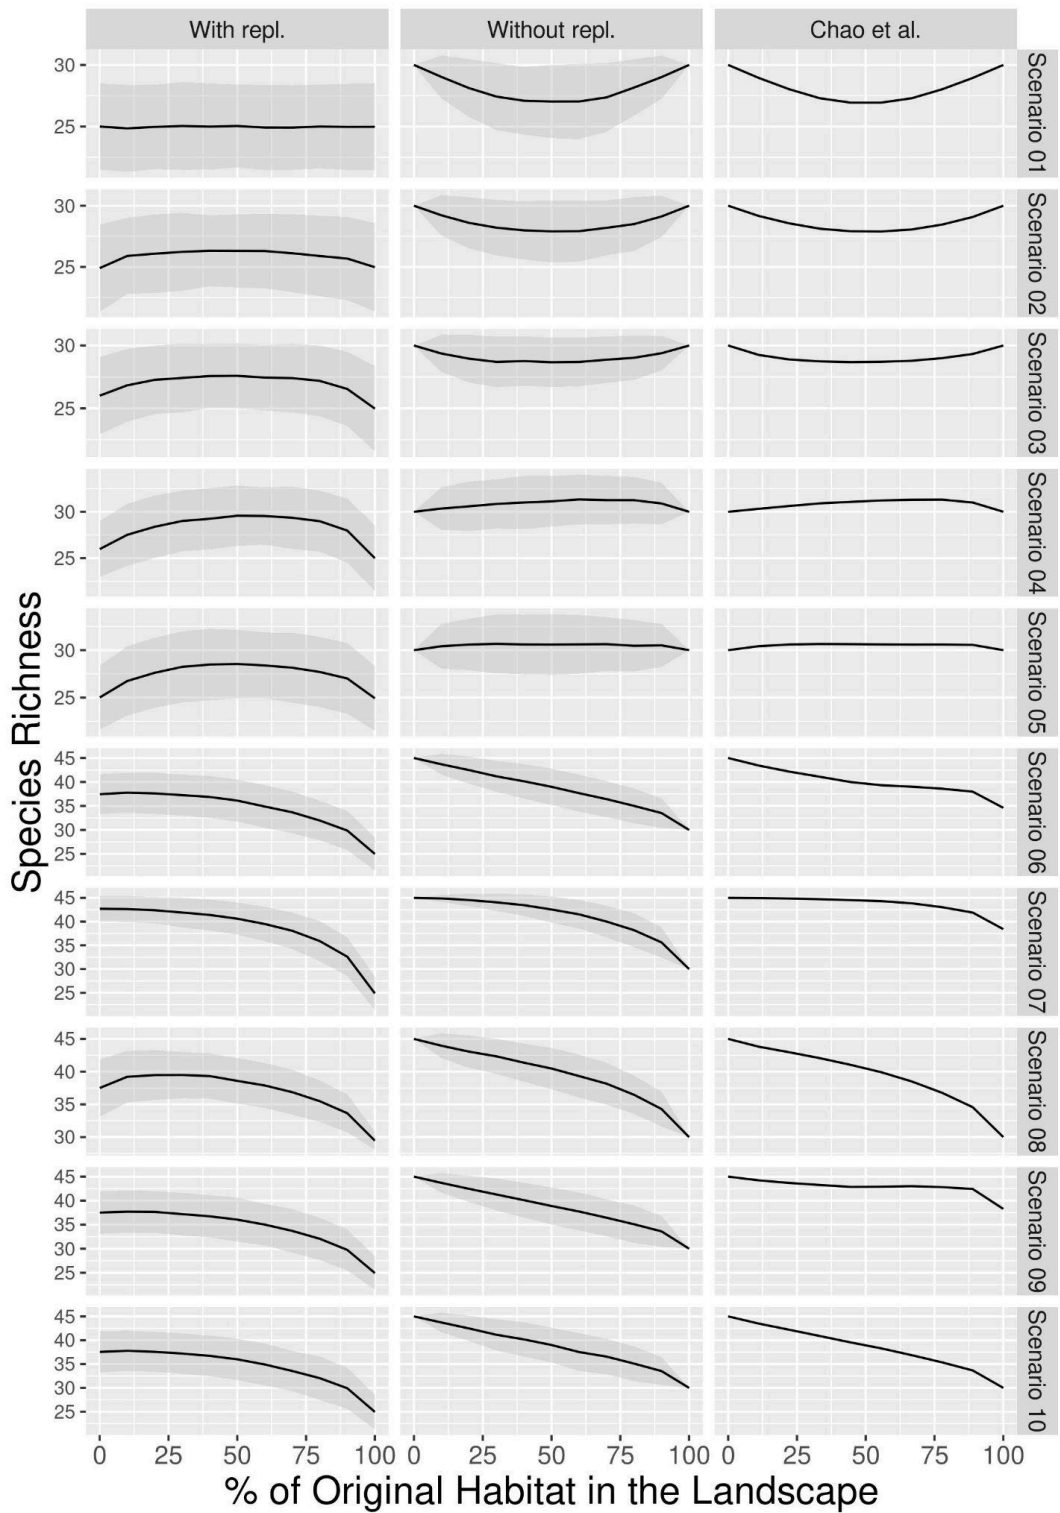 With repl. Without repl. Chao et al.
30
25
Scenario 01
30
25
Scenario 02
30
25
Scenario 03
30
25
Scenario 04
30
25
Scenario 05
45
40
35
30
25
Scenario 06
45
40
35
30
25
Scenario 07
45
40
35
30
Scenario 08
45
40
35
30
25
Scenario 09
45
40
35
30
25
Scenario 10
Species Richness
0 25 50 75 100 0 25 50 75 100 0 25 50 75 100
% of Original Habitat in the Landscape